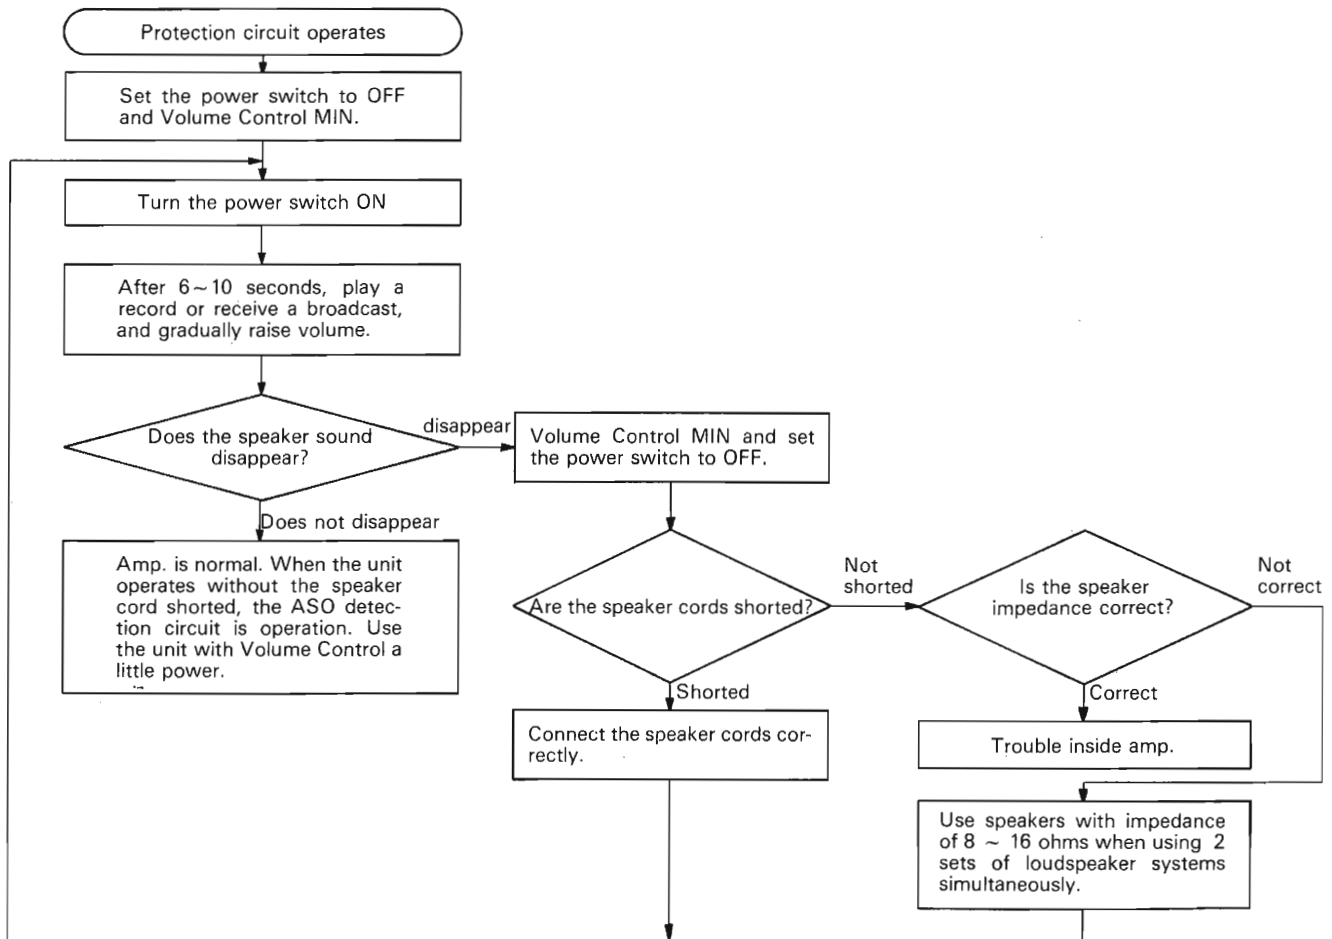 Protection circuit operates
Set the power switch to OFF
and Volume Control MIN.
Turn the power switch ON
After 6~10 seconds, play a
record or receive a broadcast,
and gradually raise volume.
Does the speaker sound
disappear?
disappear
Volume Control MIN and set
the power switch to OFF.
Does not disappear
Amp. is normal. When the unit
operates without the speaker
cord shorted, the ASO detec-
tion circuit is operation. Use
the unit with Volume Control a
little power.
Are the speaker cords shorted?
Not
shorted
Is the speaker
impedance correct?
Not
correct
Shorted
Connect the speaker cords cor-
rectly.
Correct
Trouble inside amp.
Use speakers with impedance
of 8 ~ 16 ohms when using 2
sets of loudspeaker systems
simultaneously.